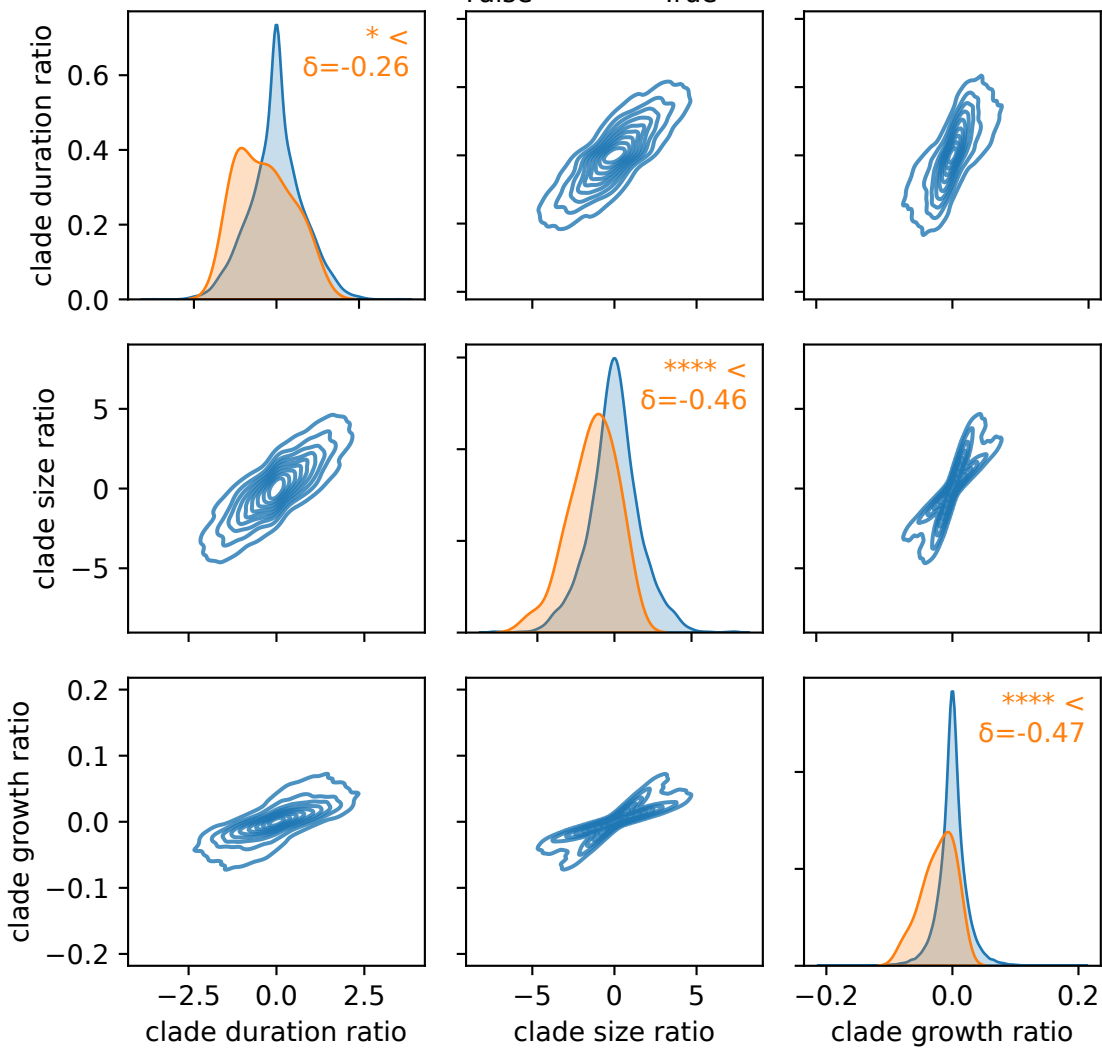 clade duration ratio
0.6
0.4
0.2
0.0
* <
δ=-0.26
clade size ratio
5
0
−5
**** <
δ=-0.46
clade growth ratio
0.2
0.1
0.0
−0.1
−0.2
**** <
δ=-0.47
−2.5 0.0 2.5
−5 0 5
−0.2 0.0 0.2
clade duration ratio
clade size ratio
clade growth ratio